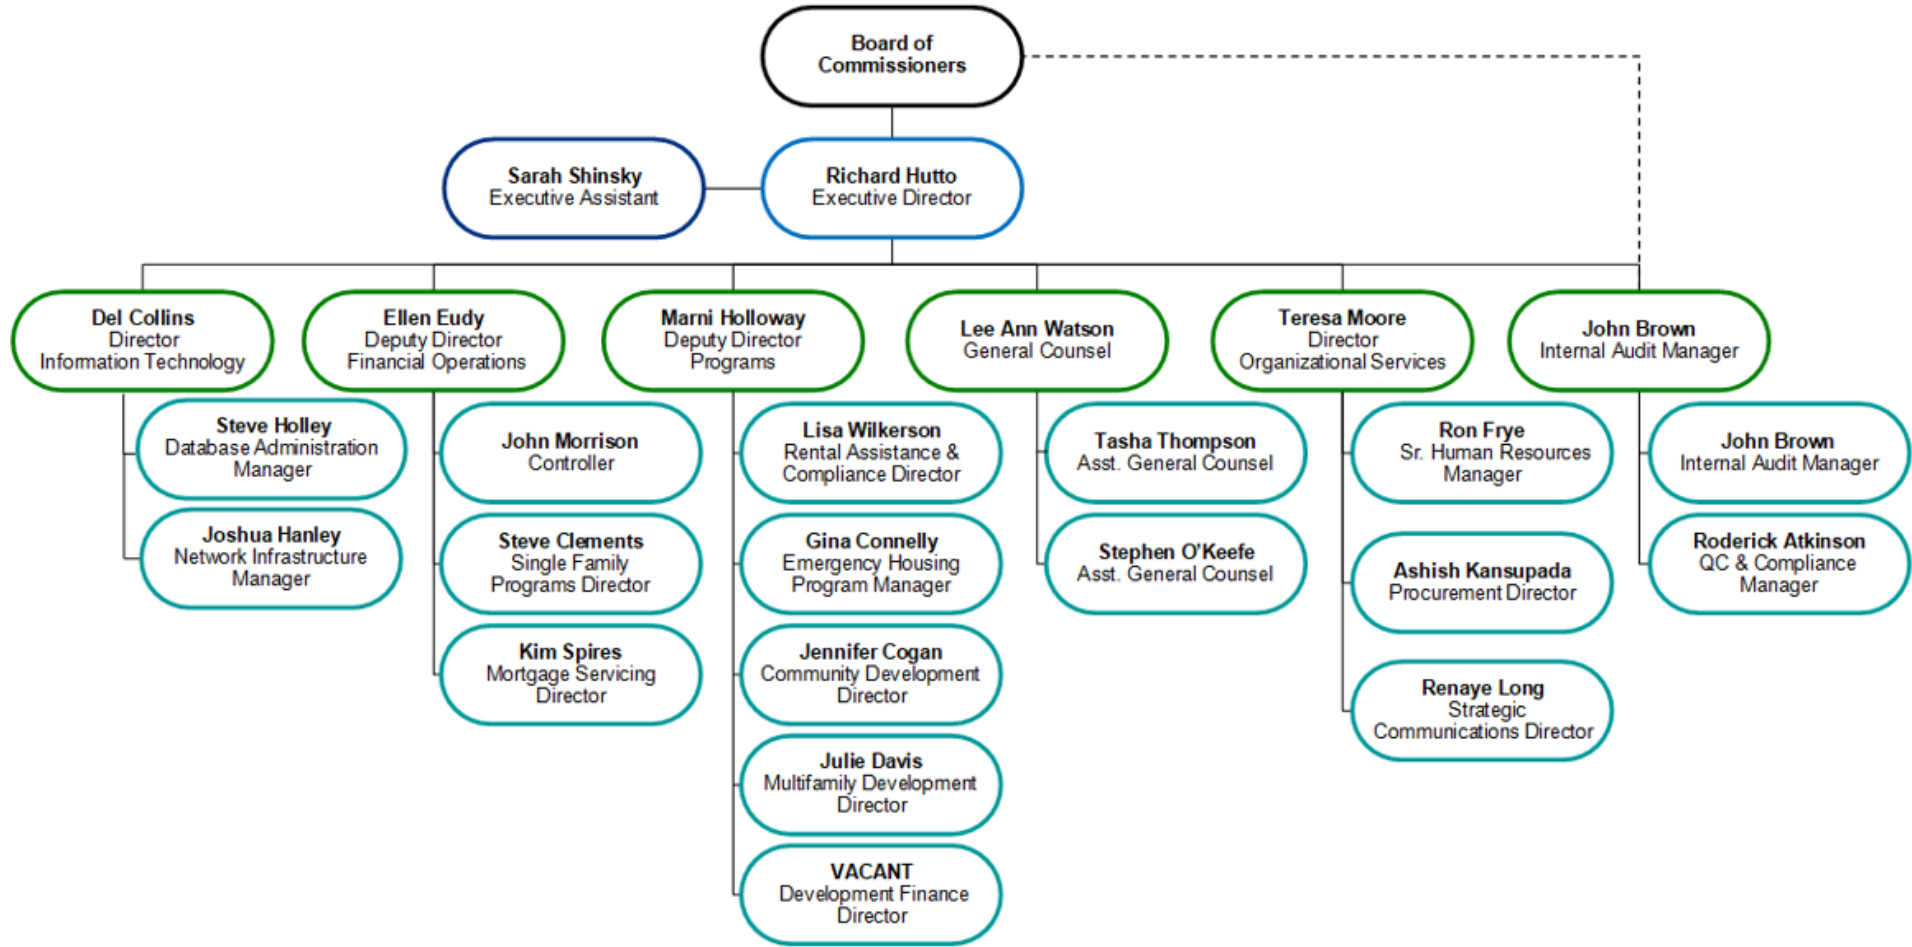 Board of
Commissioners
Sarah Shinsky
Executive Assistant
Richard Hutto
Executive Director
Del Collins
Director
Information Technology
Ellen Eudy
Deputy Director
Financial Operations
Marni Holloway
Deputy Director
Programs
Lee Ann Watson
General Counsel
Teresa Moore
Director
Organizational Services
John Brown
Internal Audit Manager
Steve Holley
Database Administration
Manager
Joshua Hanley
Network Infrastructure
Manager
John Morrison
Controller
Steve Clements
Single Family
Programs Director
Kim Spires
Mortgage Servicing
Director
Lisa Wilkerson
Rental Assistance &
Compliance Director
Gina Connelly
Emergency Housing
Program Manager
Jennifer Cogan
Community Development
Director
Julie Davis
Multifamily Development
Director
VACANT
Development Finance
Director
Tasha Thompson
Asst. General Counsel
Stephen O'Keefe
Asst. General Counsel
Ron Frye
Sr. Human Resources
Manager
Ashish Kansupada
Procurement Director
Renaye Long
Strategic
Communications Director
John Brown
Internal Audit Manager
Roderick Atkinson
QC & Compliance
Manager